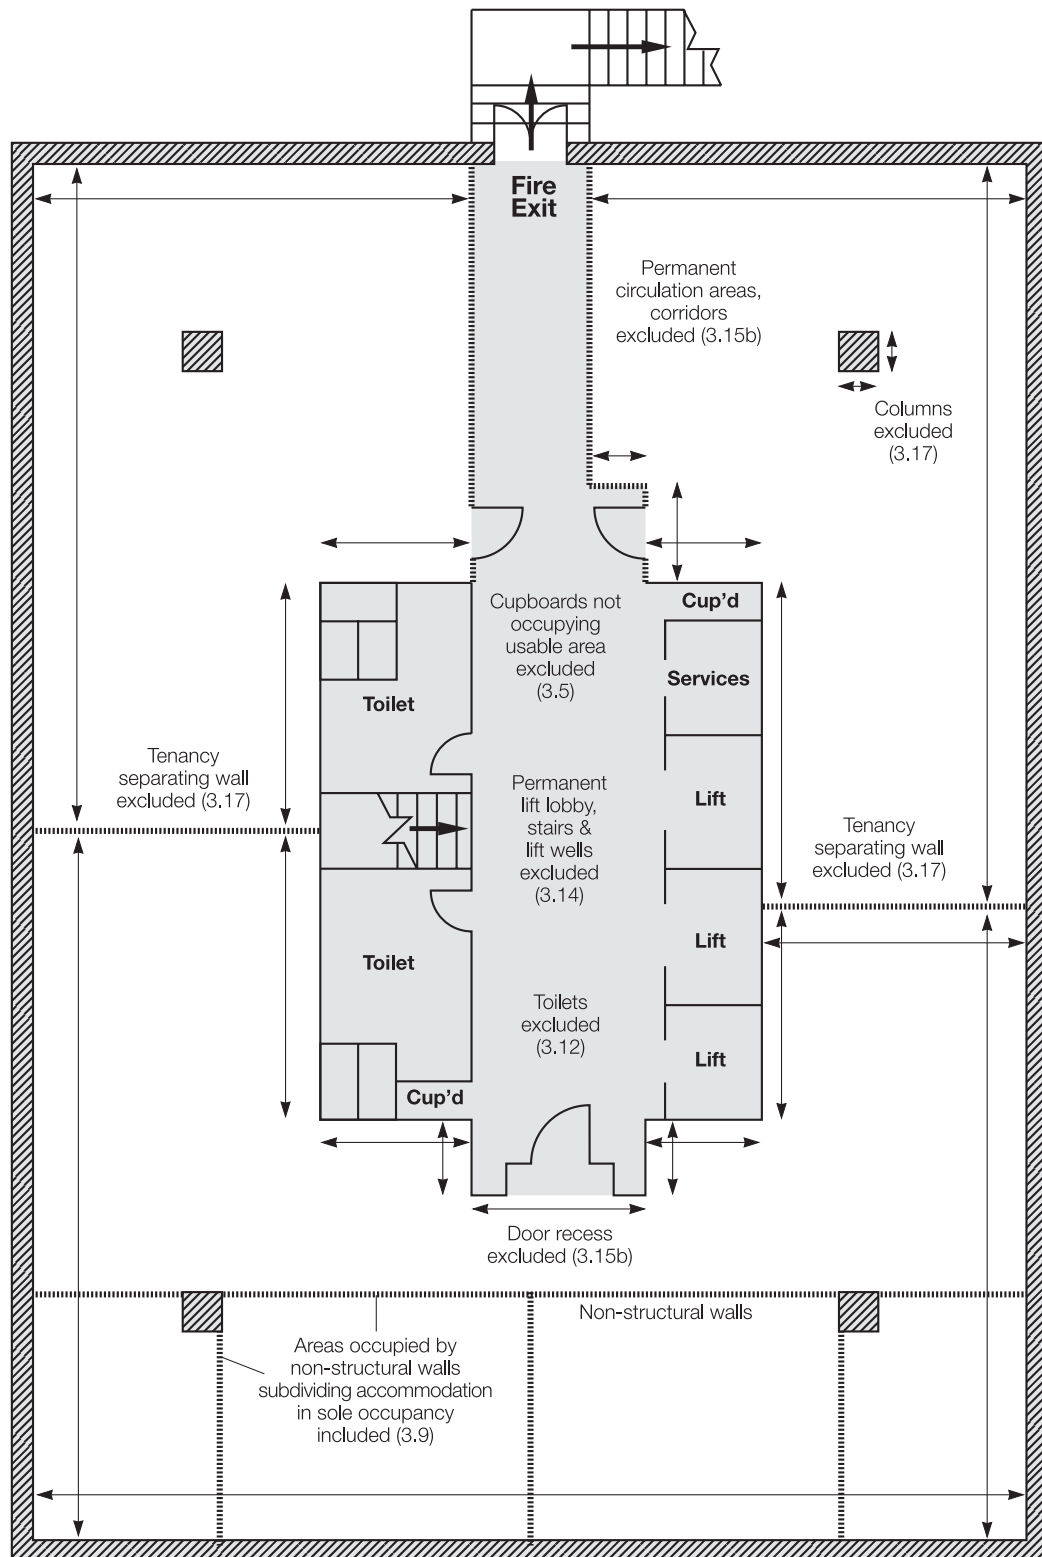 Fire
Exit
Permanent
circulation areas,
corridors
excluded (3.15b)
Columns
excluded
(3.17)
Cupboards not
occupying
usable area
excluded
(3.5)
Cup’d
Services
Toilet
Tenancy
separating wall
excluded (3.17)
Permanent
lift lobby,
stairs &
lift wells
excluded
(3.14)
Lift
Tenancy
separating wall
excluded (3.17)
Toilet
Lift
Toilets
excluded
(3.12)
Lift
Cup’d
Door recess
excluded (3.15b)
Non-structural walls
Areas occupied by
non-structural walls
subdividing accommodation
in sole occupancy
included (3.9)